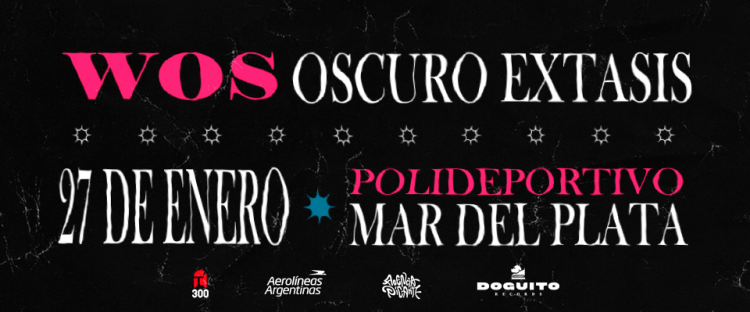 WOS OSCURO EXTASIS
27 DE ENERO
POLIDEPORTIVO
MAR DEL PLATA
300
Aerolíneas
Argentinas
DOGUITO
RECORDS